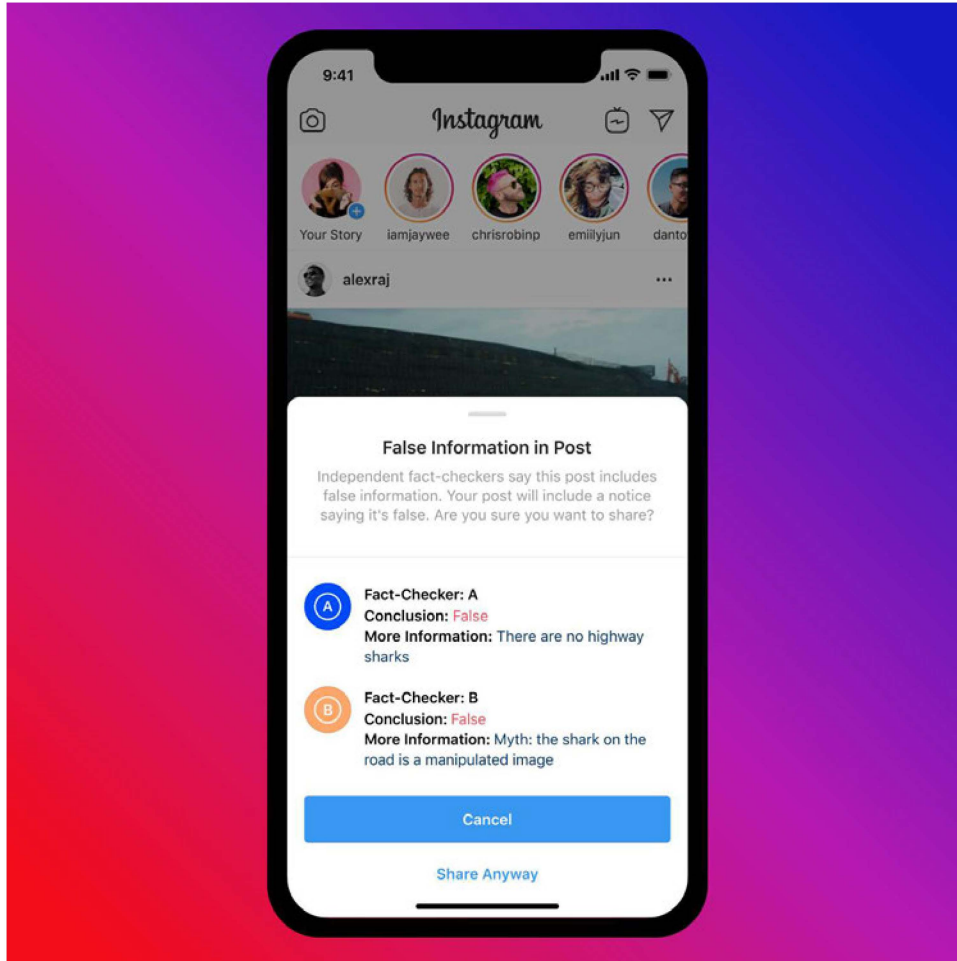 9:41
Instagram
Your Story
iamjaywee
chrisrobinp
emiilyjun
danto
alexraj
False Information in Post
Independent fact-checkers say this post includes
false information. Your post will include a notice
saying it's false. Are you sure you want to share?
A
Fact-Checker: A
Conclusion: False
More Information: There are no highway
sharks
B
Fact-Checker: B
Conclusion: False
More Information: Myth: the shark on the
road is a manipulated image
Cancel
Share Anyway